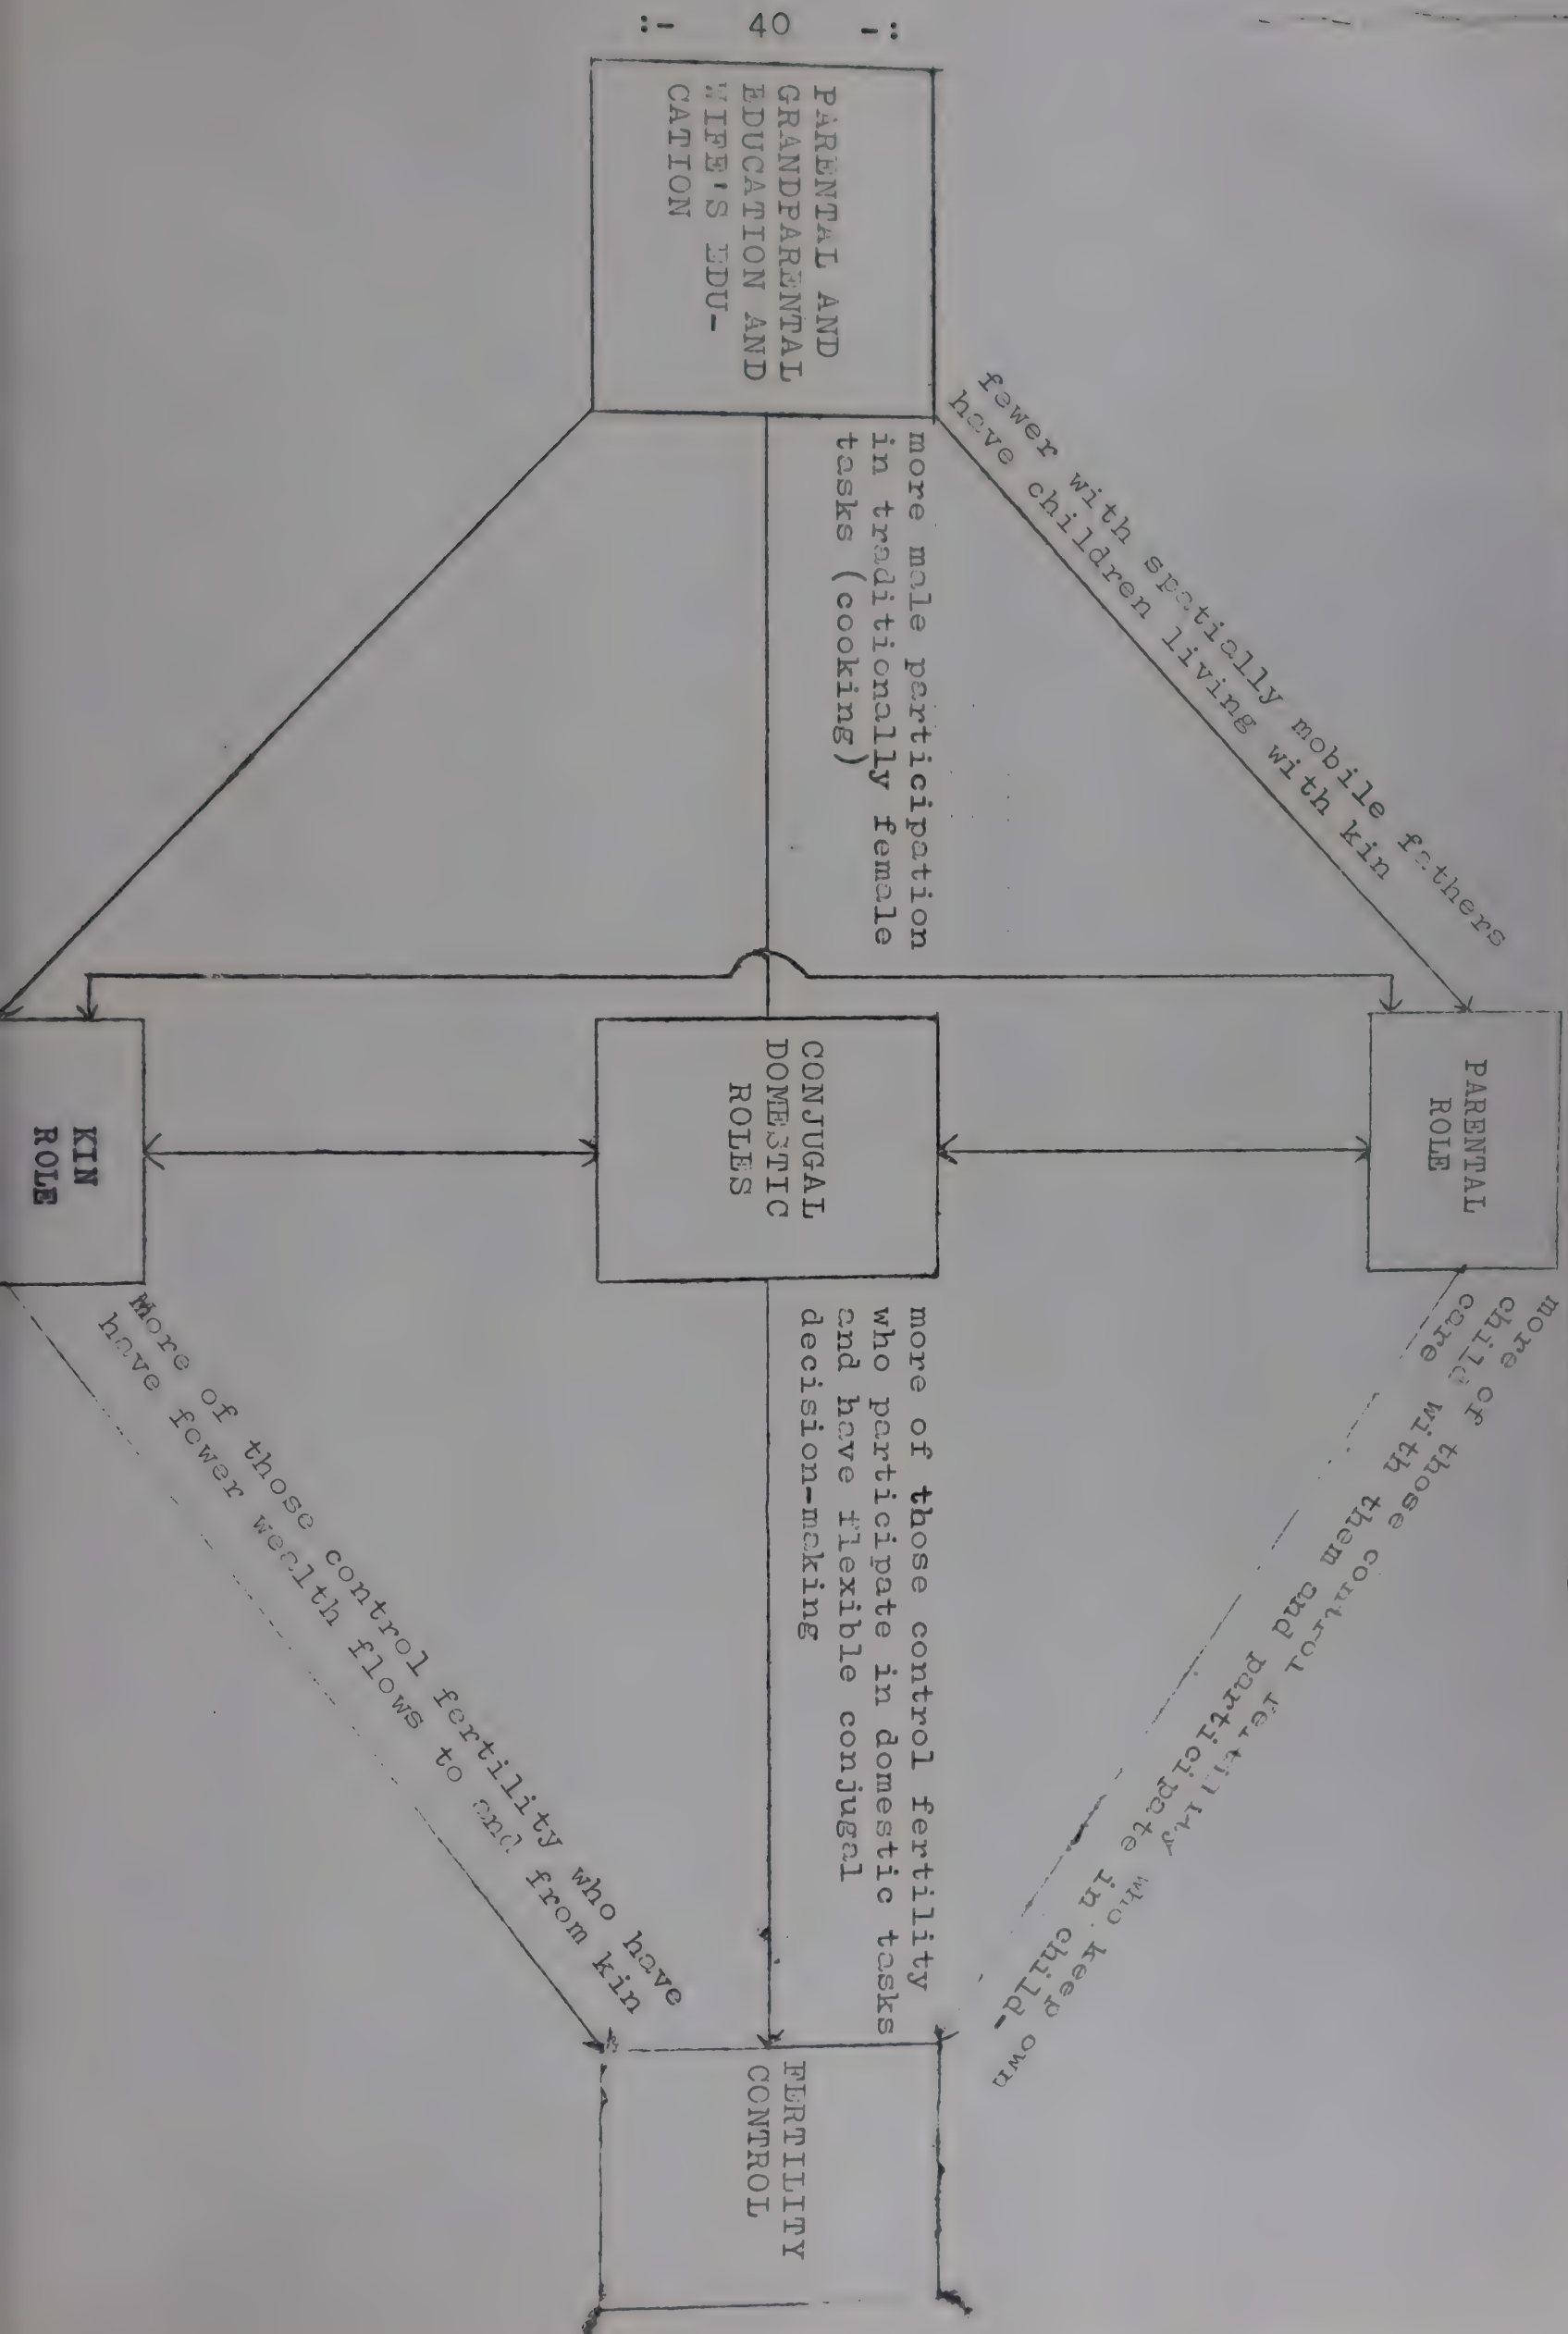 :- 40 -:
PARENTAL AND
GRANDPARENTAL
EDUCATION AND
WIFE'S EDU-
CATION
fewer with spatially mobile fathers
have children living with kin
more male participation
in traditionally female
tasks (cooking)
PARENTAL
ROLE
CONJUGAL
DOMESTIC
ROLES
KIN
ROLE
more of those control fertility who keep own
child with them and participate in child-
care
more of those control fertility
who participate in domestic tasks
and have flexible conjugal
decision-making
More of those control fertility who have
have fewer wealth flows to and from kin
FERTILITY
CONTROL